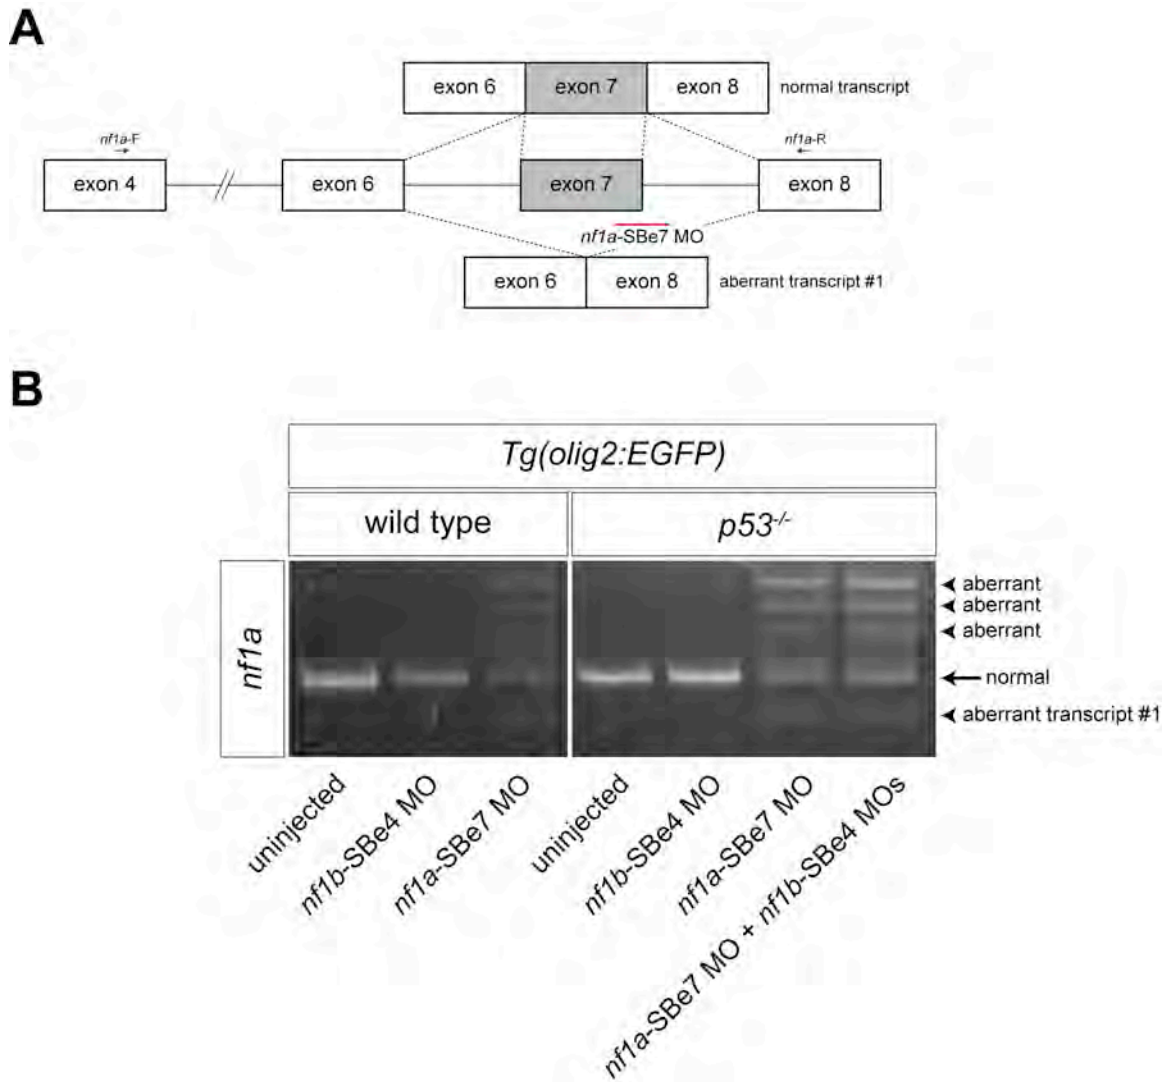 A
exon 6 exon 7 exon 8 normal transcript
nf1a-F nf1a-R
exon 4 exon 6 exon 7 exon 8
nf1a-SBe7 MO
exon 6 exon 8 aberrant transcript #1
B
Tg(olig2:EGFP)
wild type p53-/-
nf1a
aberrant
aberrant
aberrant
normal
aberrant transcript #1
uninjected
nf1b-SBe4 MO
nf1a-SBe7 MO
uninjected
nf1b-SBe4 MO
nf1a-SBe7 MO
nf1a-SBe7 MO + nf1b-SBe4 MOs